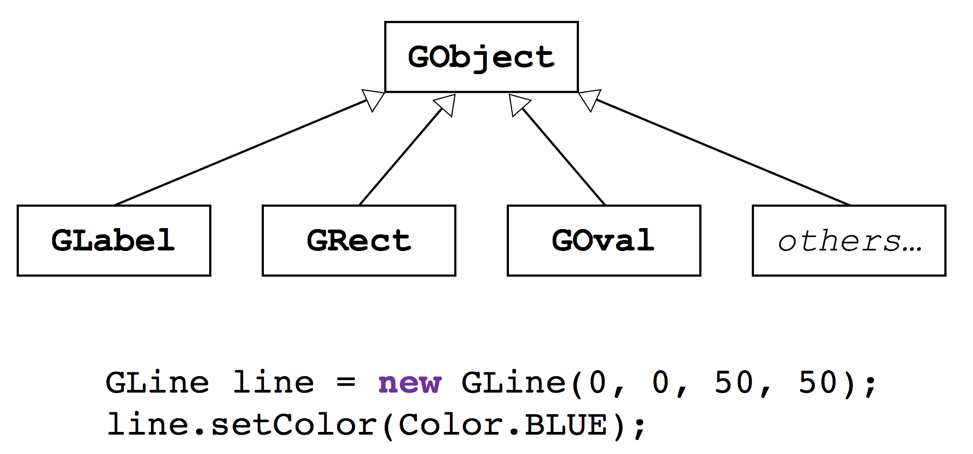 GObject
GLabel
GRect
GOval
others…
GLine line = new GLine(0, 0, 50, 50);
line.setColor(Color.BLUE);